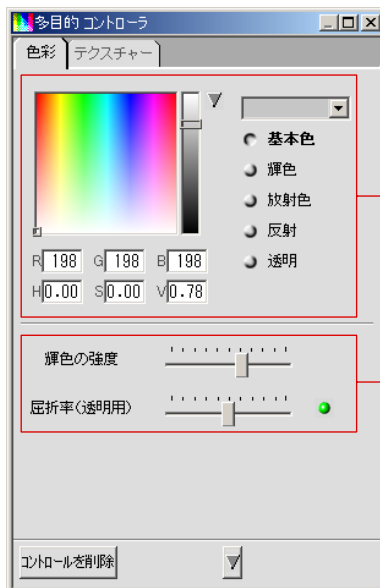 多目的 コントローラ
色彩 テクスチャー
基本色
輝色
放射色
反射
透明
R 198 G 198 B 198
H 0.00 S 0.00 V 0.78
輝色の強度
屈折率(透明用)
コントロールを削除